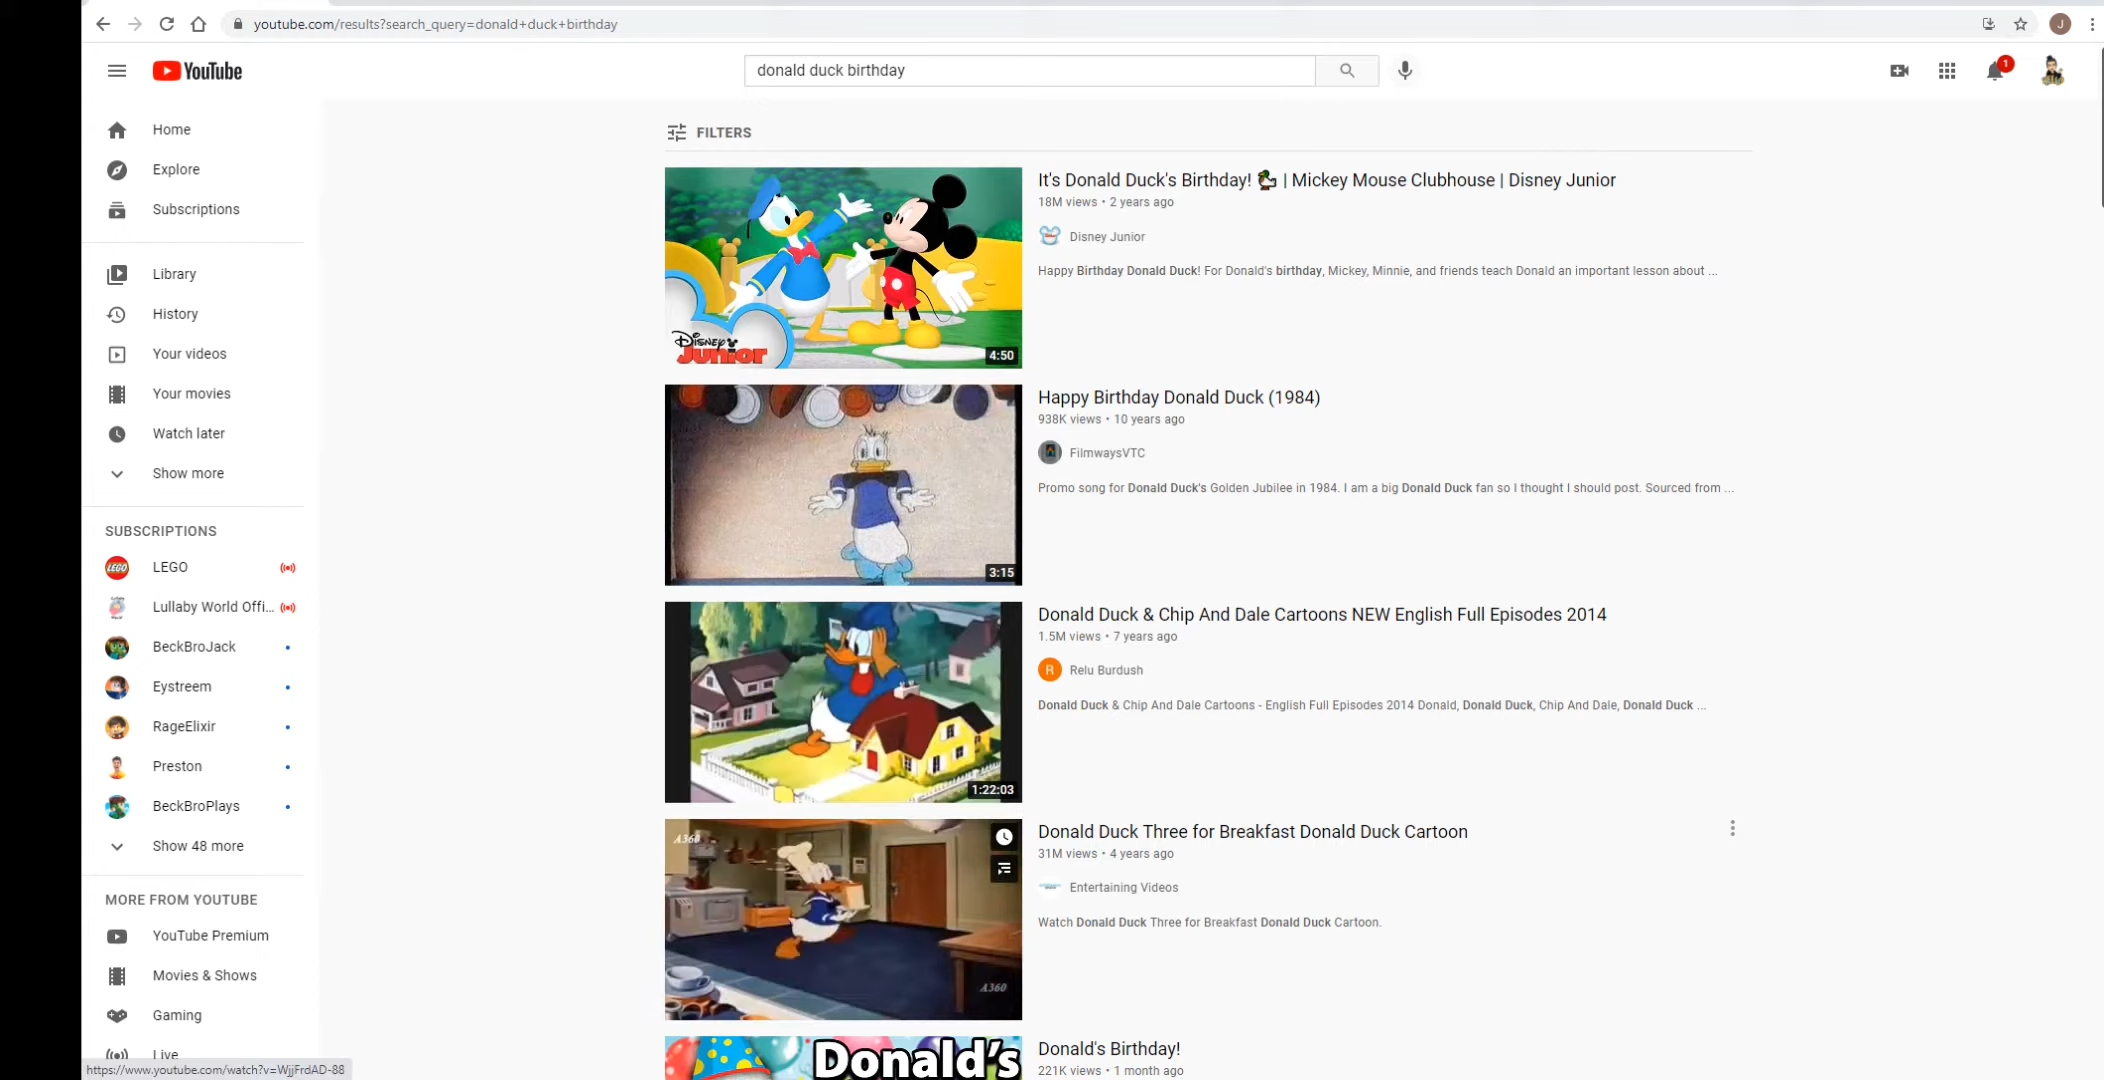 youtube.com/results?search_query=donald+duck+birthday
J
YouTube
donald duck birthday
1
Home
Explore
Subscriptions
Library
History
Your videos
Your movies
Watch later
Show more
SUBSCRIPTIONS
LEGO
Lullaby World Offi...
BeckBroJack
Eystreem
RageElixir
Preston
BeckBroPlays
Show 48 more
MORE FROM YOUTUBE
YouTube Premium
Movies & Shows
Gaming
Live
https://www.youtube.com/watch?v=WjjFrdAD-88
FILTERS
Disney
Junior
4:50
It's Donald Duck's Birthday! 🦆 | Mickey Mouse Clubhouse | Disney Junior
18M views • 2 years ago
Disney Junior
Happy Birthday Donald Duck! For Donald's birthday, Mickey, Minnie, and friends teach Donald an important lesson about ...
3:15
Happy Birthday Donald Duck (1984)
938K views • 10 years ago
FilmwaysVTC
Promo song for Donald Duck's Golden Jubilee in 1984. I am a big Donald Duck fan so I thought I should post. Sourced from ...
1:22:03
Donald Duck & Chip And Dale Cartoons NEW English Full Episodes 2014
1.5M views • 7 years ago
R
Relu Burdush
Donald Duck & Chip And Dale Cartoons - English Full Episodes 2014 Donald, Donald Duck, Chip And Dale, Donald Duck ...
A360
A360
Donald Duck Three for Breakfast Donald Duck Cartoon
31M views • 4 years ago
Entertaining Videos
Watch Donald Duck Three for Breakfast Donald Duck Cartoon.
Donald's
Donald's Birthday!
221K views • 1 month ago